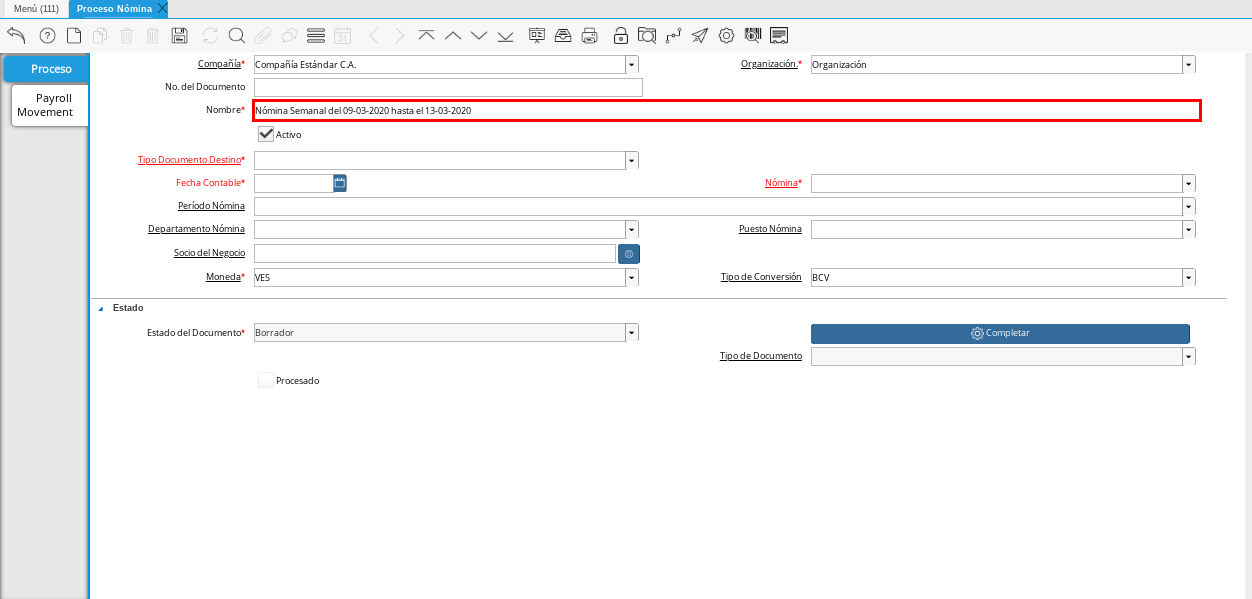 Menú (111) Proceso Nómina
Proceso
Payroll
Movement
Compañía* Compañía Estándar C.A. Organización.* Organización
No. del Documento
Nombre* Nómina Semanal del 09-03-2020 hasta el 13-03-2020
Activo
Tipo Documento Destino*
Fecha Contable* Nómina*
Período Nómina
Departamento Nómina Puesto Nómina
Socio del Negocio
Moneda* VES Tipo de Conversión BCV
Estado
Estado del Documento* Borrador Completar
Tipo de Documento
Procesado